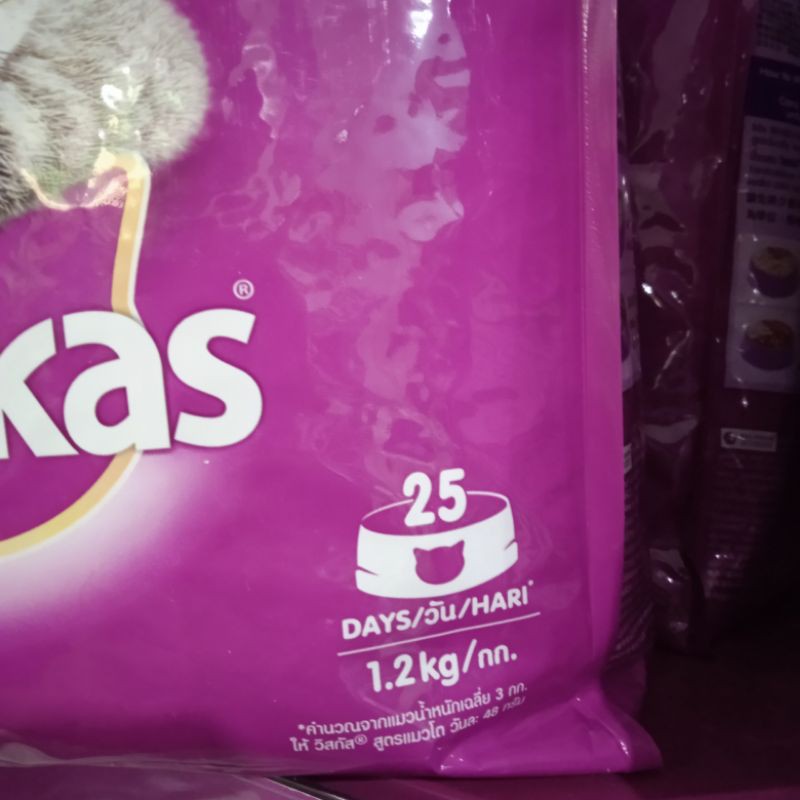 kas®
25
DAYS/วัน/HARI*
1.2kg/กก.
*คำนวณจากแมวน้ำหนักเฉลี่ย 3 กก.
ให้ วิสกัส® สูตรแมวโต วันละ 48 กรัม